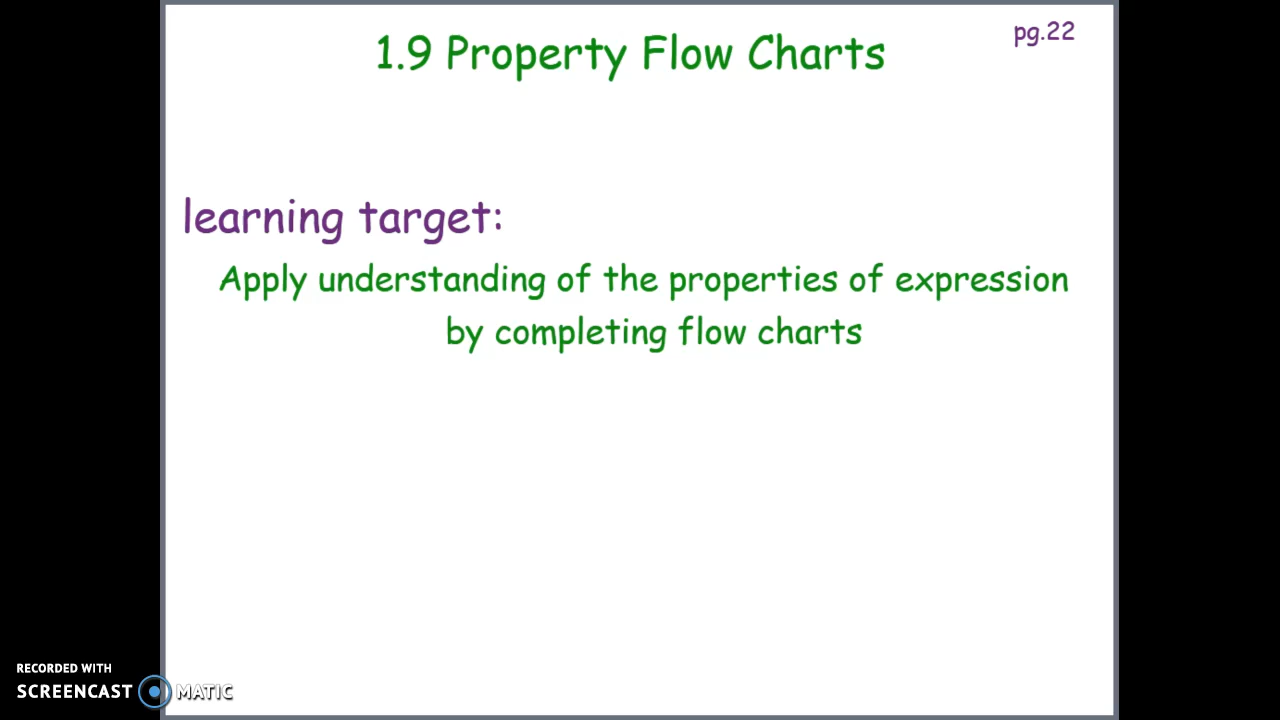 1.9 Property Flow Charts
pg.22
learning target:
Apply understanding of the properties of expression
by completing flow charts
RECORDED WITH
SCREENCAST MATIC